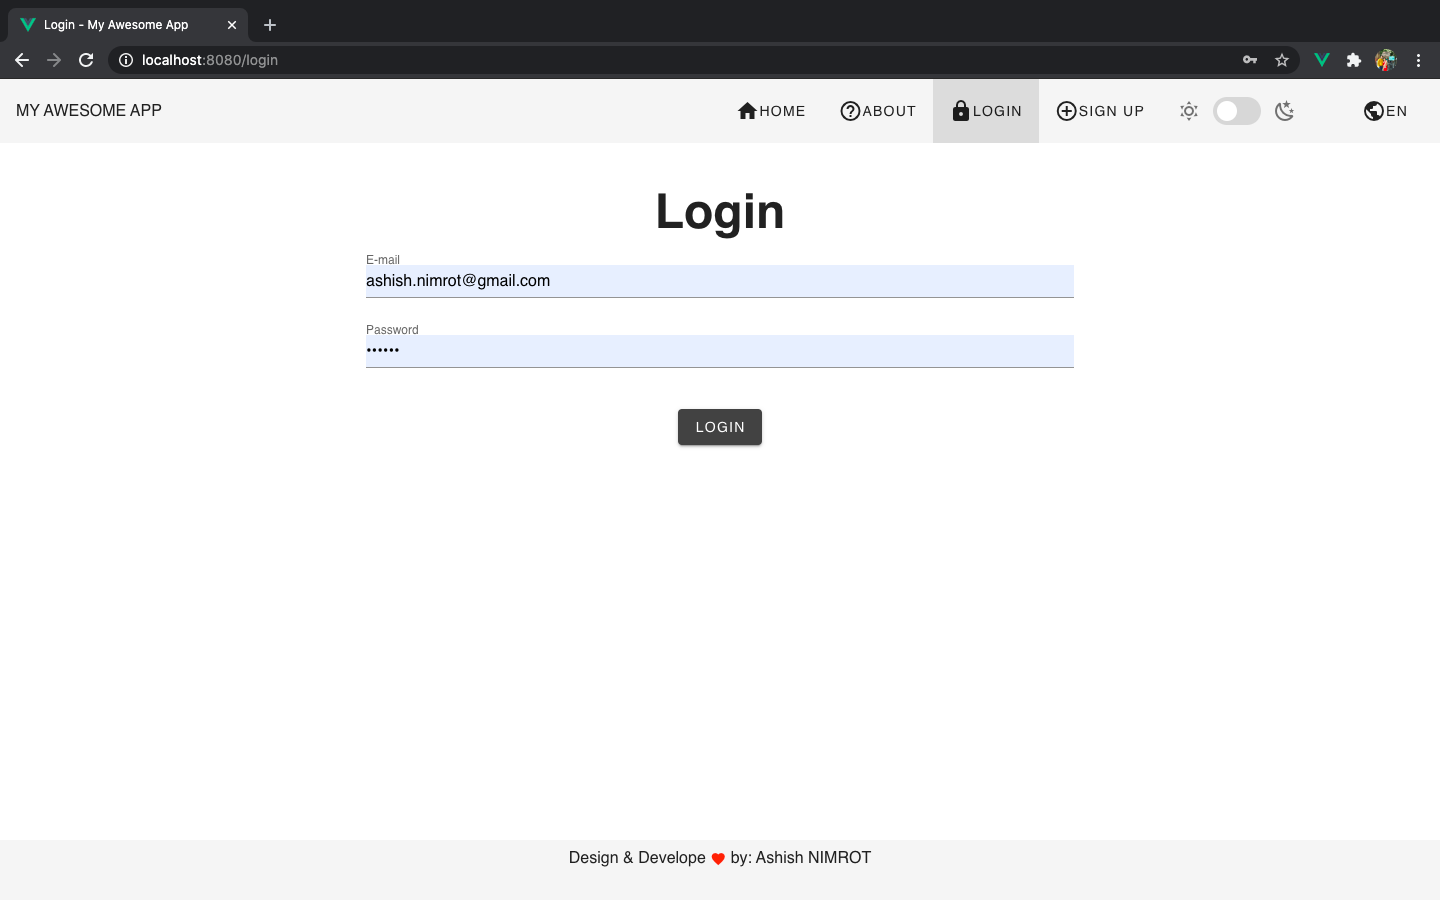 Login - My Awesome App
localhost:8080/login
MY AWESOME APP
HOME
ABOUT
LOGIN
SIGN UP
EN
Login
E-mail
ashish.nimrot@gmail.com
Password
••••••
LOGIN
Design & Develope ❤ by: Ashish NIMROT